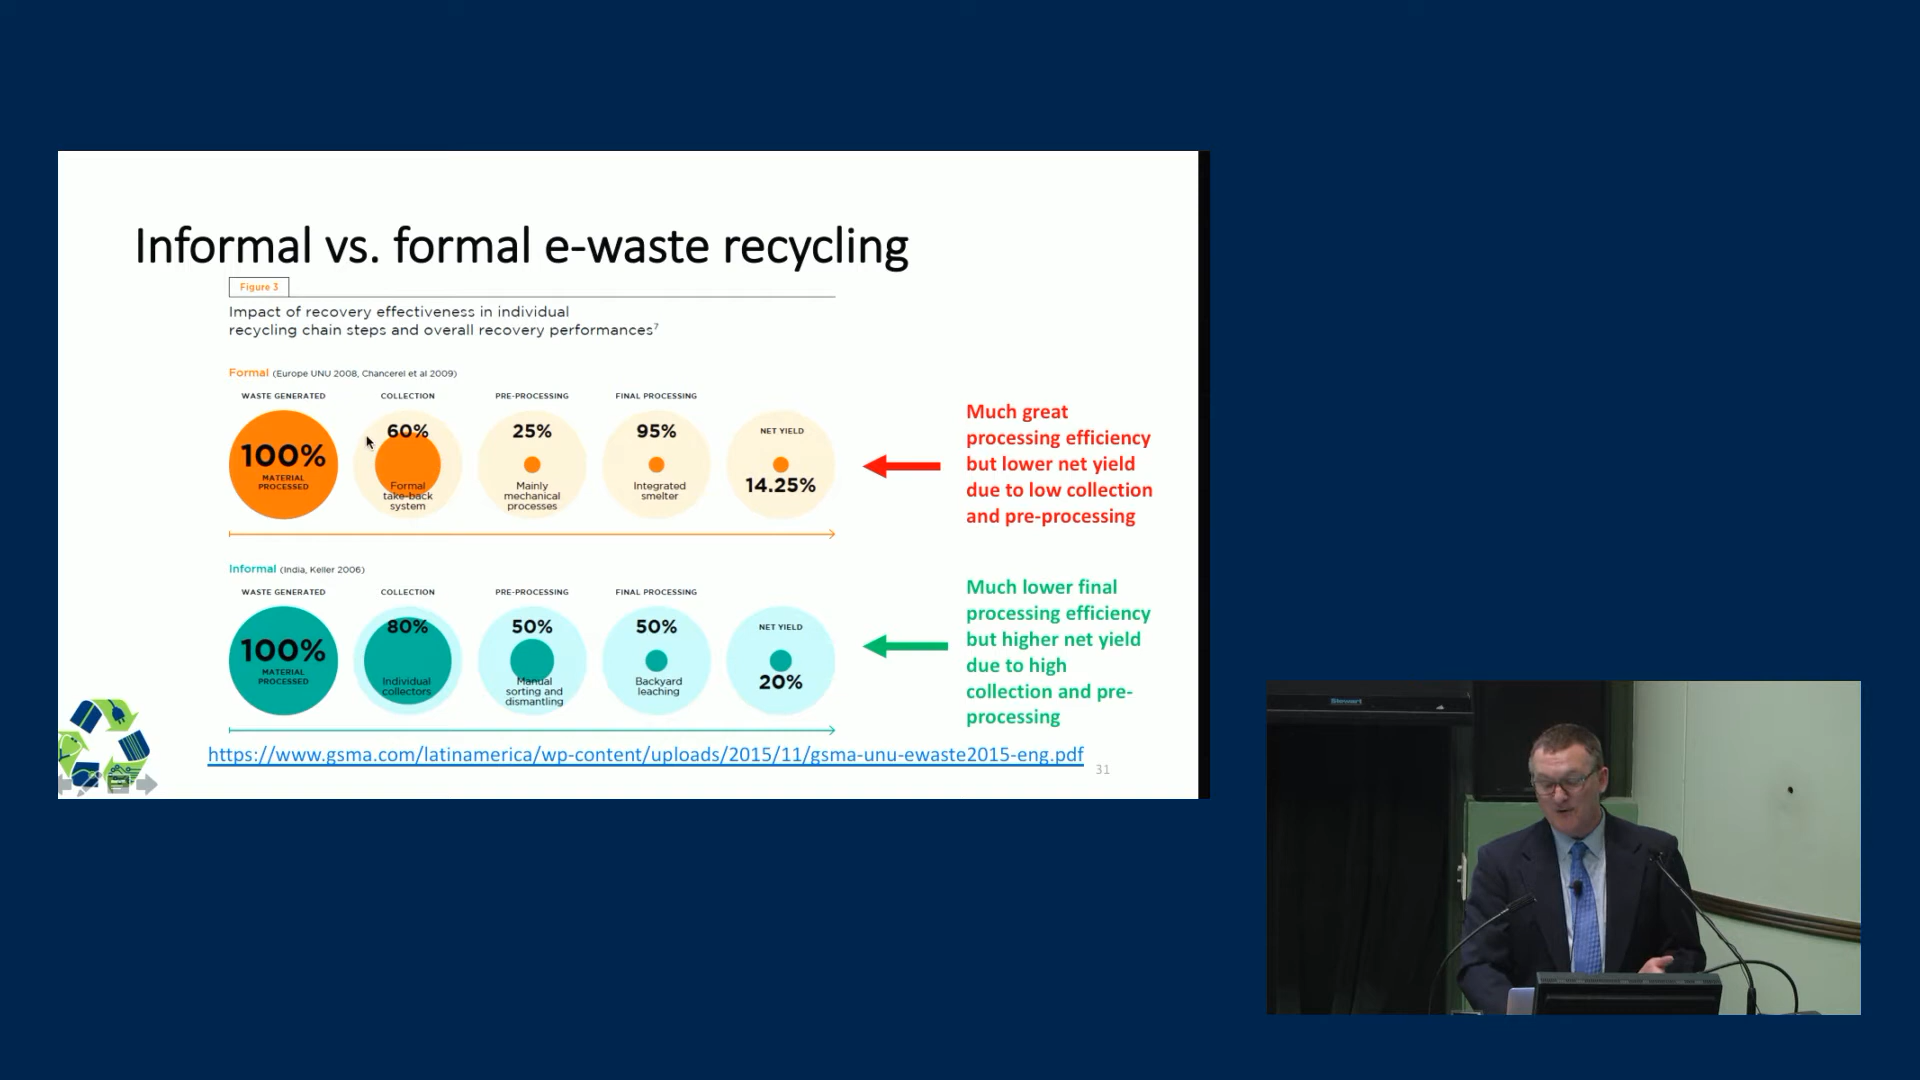 Informal vs. formal e-waste recycling
Figure 3
Impact of recovery effectiveness in individual
recycling chain steps and overall recovery performances7
Formal (Europe UNU 2008, Chancerel et al 2009)
WASTE GENERATED COLLECTION PRE-PROCESSING FINAL PROCESSING
100%
MATERIAL
PROCESSED
60%
Formal
take-back
system
25%
Mainly
mechanical
processes
95%
Integrated
smelter
NET YIELD
14.25%
Much great
processing efficiency
but lower net yield
due to low collection
and pre-processing
Informal (India, Keller 2006)
WASTE GENERATED COLLECTION PRE-PROCESSING FINAL PROCESSING
100%
MATERIAL
PROCESSED
80%
Individual
collectors
50%
Manual
sorting and
dismantling
50%
Backyard
leaching
NET YIELD
20%
Much lower final
processing efficiency
but higher net yield
due to high
collection and pre-
processing
https://www.gsma.com/latinamerica/wp-content/uploads/2015/11/gsma-unu-ewaste2015-eng.pdf
31
Stewart